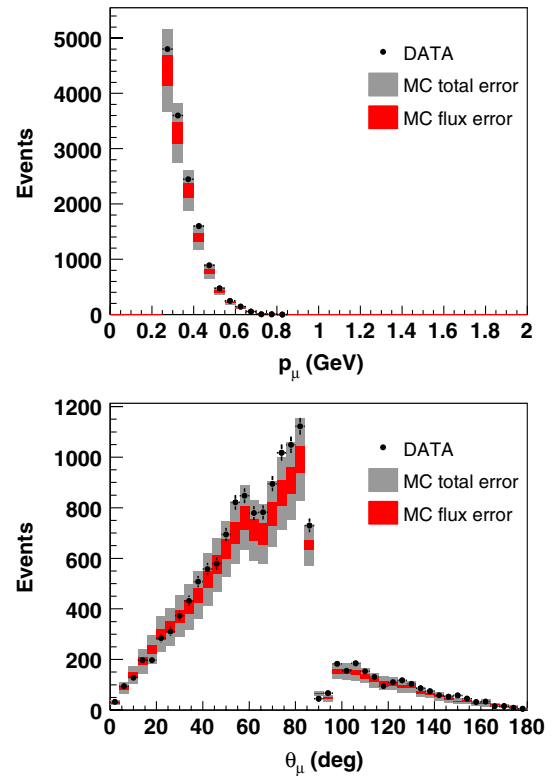 Events
5000
4000
3000
2000
1000
0
DATA
MC total error
MC flux error
0 0.2 0.4 0.6 0.8 1 1.2 1.4 1.6 1.8 2
p_μ (GeV)
Events
1200
1000
800
600
400
200
0
DATA
MC total error
MC flux error
0 20 40 60 80 100 120 140 160 180
θ_μ (deg)